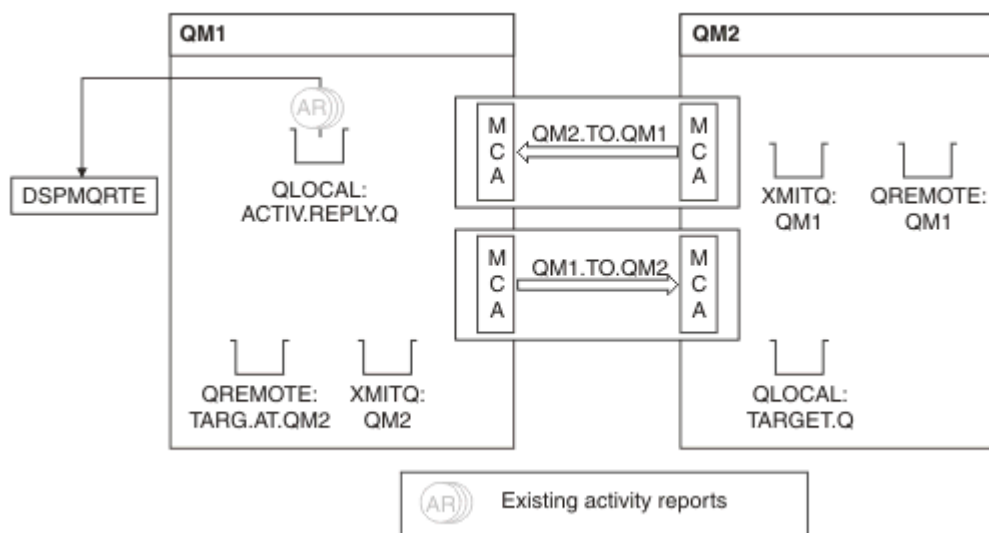 QM1
QM2
AR
DSPMQRTE
QLOCAL:
ACTIV.REPLY.Q
M
C
A
QM2.TO.QM1
M
C
A
XMITQ:
QM1
QREMOTE:
QM1
M
C
A
QM1.TO.QM2
M
C
A
QREMOTE:
TARG.AT.QM2
XMITQ:
QM2
QLOCAL:
TARGET.Q
AR
Existing activity reports